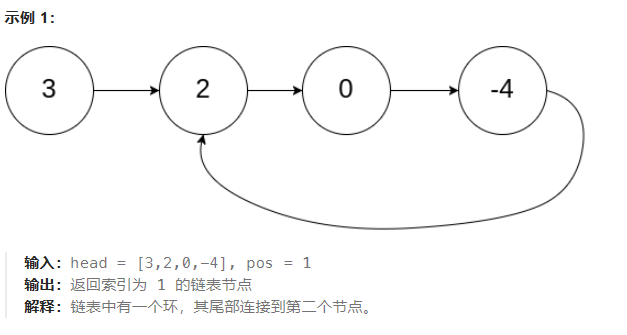 示例 1：
3 2 0 -4
输入：head = [3,2,0,-4], pos = 1
输出：返回索引为 1 的链表节点
解释：链表中有一个环，其尾部连接到第二个节点。